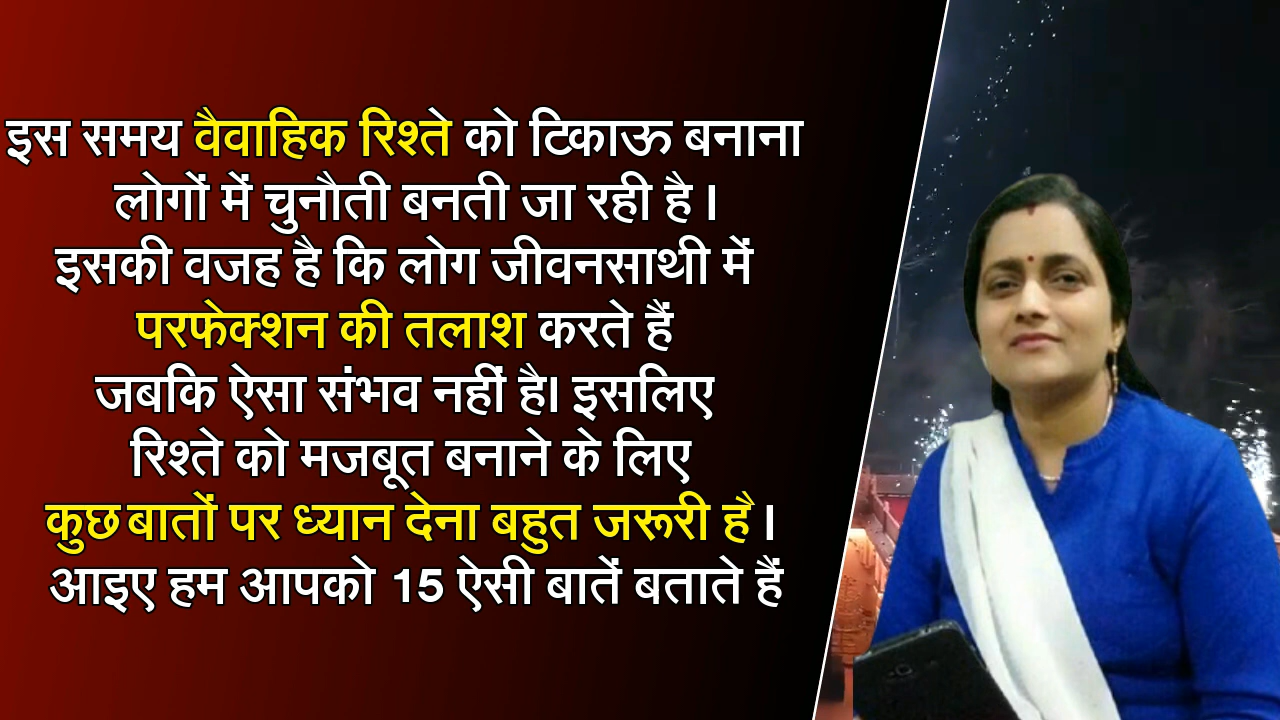 इस समय वैवाहिक रिश्ते को टिकाऊ बनाना
लोगों में चुनौती बनती जा रही है।
इसकी वजह है कि लोग जीवनसाथी में
परफेक्शन की तलाश करते हैं
जबकि ऐसा संभव नहीं है। इसलिए
रिश्ते को मजबूत बनाने के लिए
कुछ बातों पर ध्यान देना बहुत जरूरी है।
आइए हम आपको 15 ऐसी बातें बताते हैं